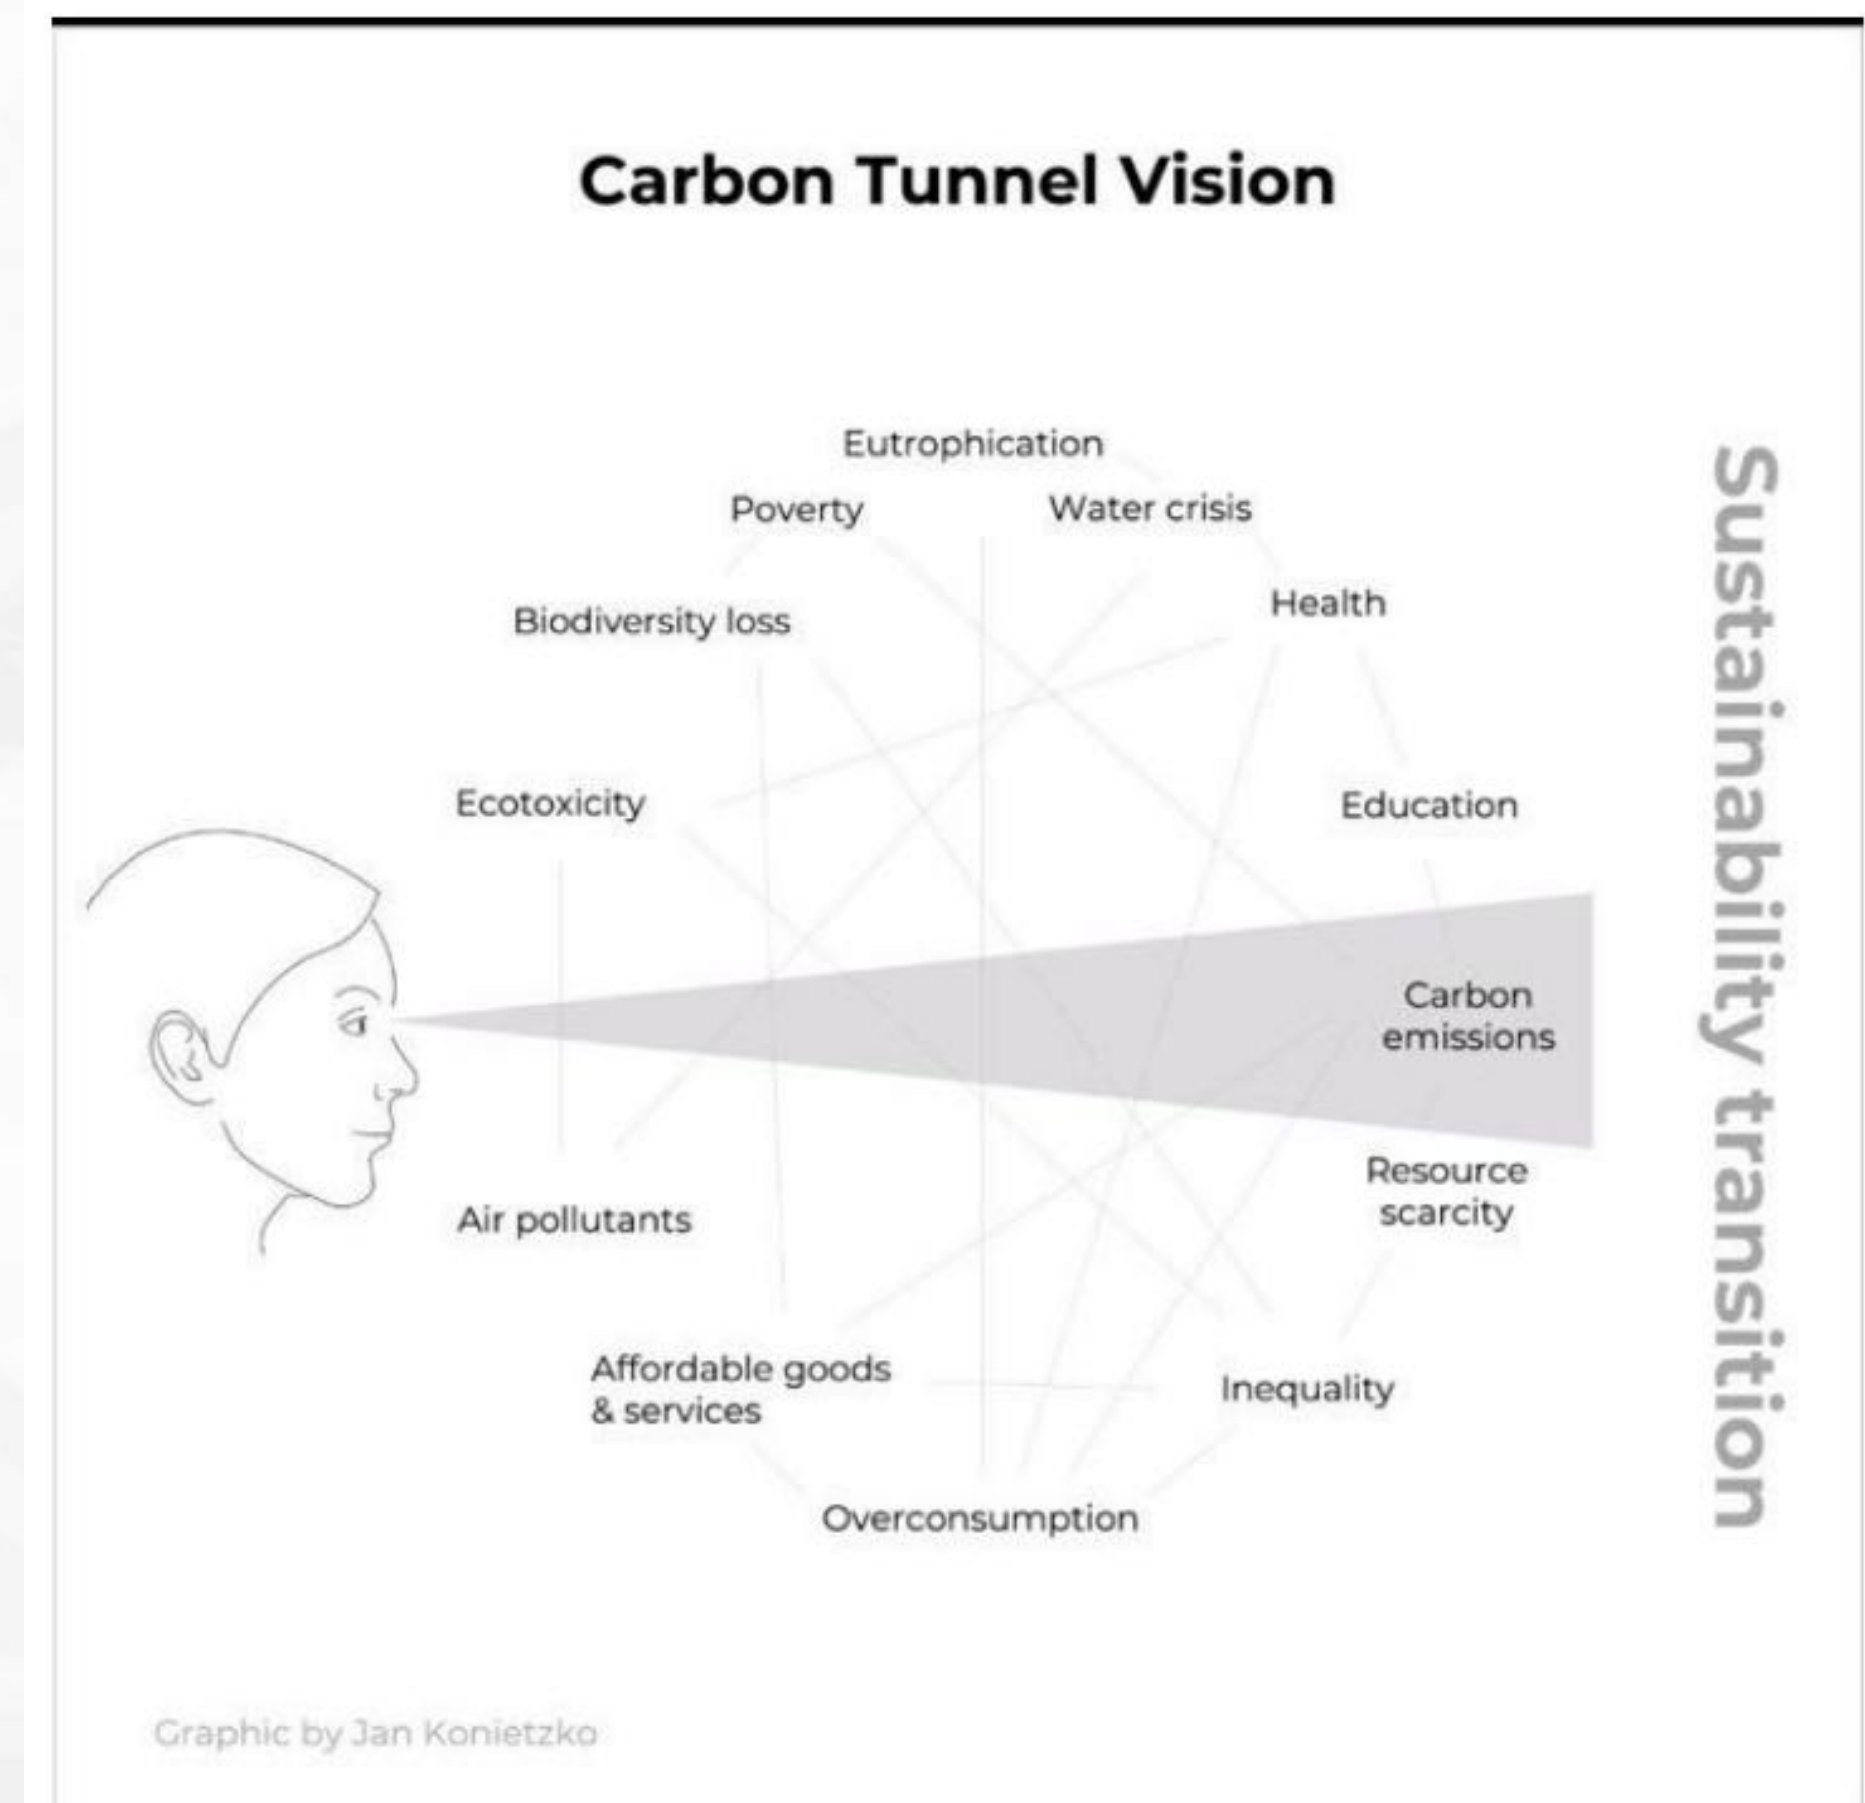 Carbon Tunnel Vision
Eutrophication
Poverty
Water crisis
Biodiversity loss
Health
Ecotoxicity
Education
Carbon
emissions
Resource
scarcity
Air pollutants
Affordable goods
& services
Inequality
Overconsumption
Sustainability transition
Graphic by Jan Konietzko